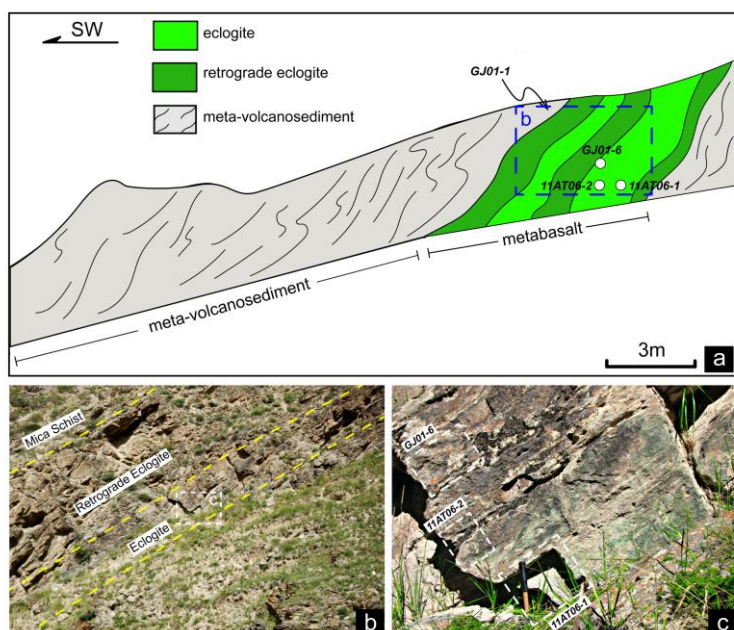 SW
eclogite
retrograde eclogite
meta-volcanosediment
GJ01-1
b
GJ01-6
11AT06-2
11AT06-1
metabasalt
meta-volcanosediment
3m
a
Mica Schist
Retrograde Eclogite
Eclogite
b
GJ01-6
11AT06-2
11AT06-1
c